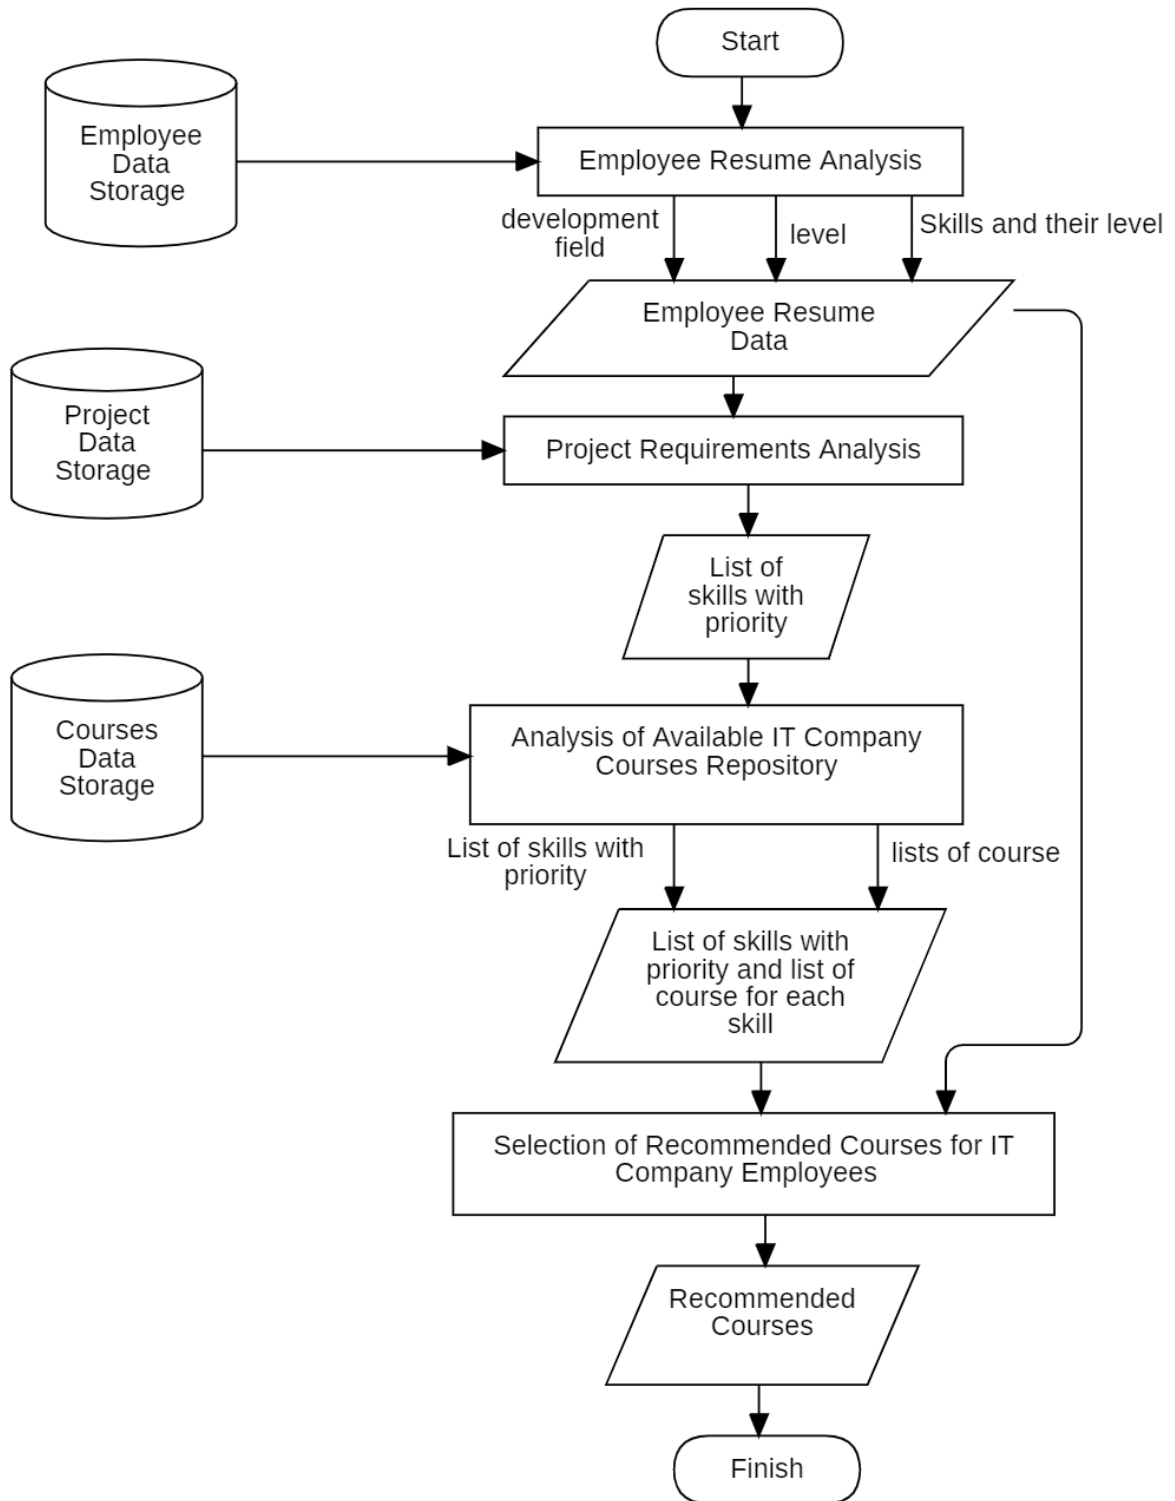 Start
Employee
Data
Storage
Employee Resume Analysis
development
field
level
Skills and their level
Employee Resume
Data
Project
Data
Storage
Project Requirements Analysis
List of
skills with
priority
Courses
Data
Storage
Analysis of Available IT Company
Courses Repository
List of skills with
priority
lists of course
List of skills with
priority and list of
course for each
skill
Selection of Recommended Courses for IT
Company Employees
Recommended
Courses
Finish